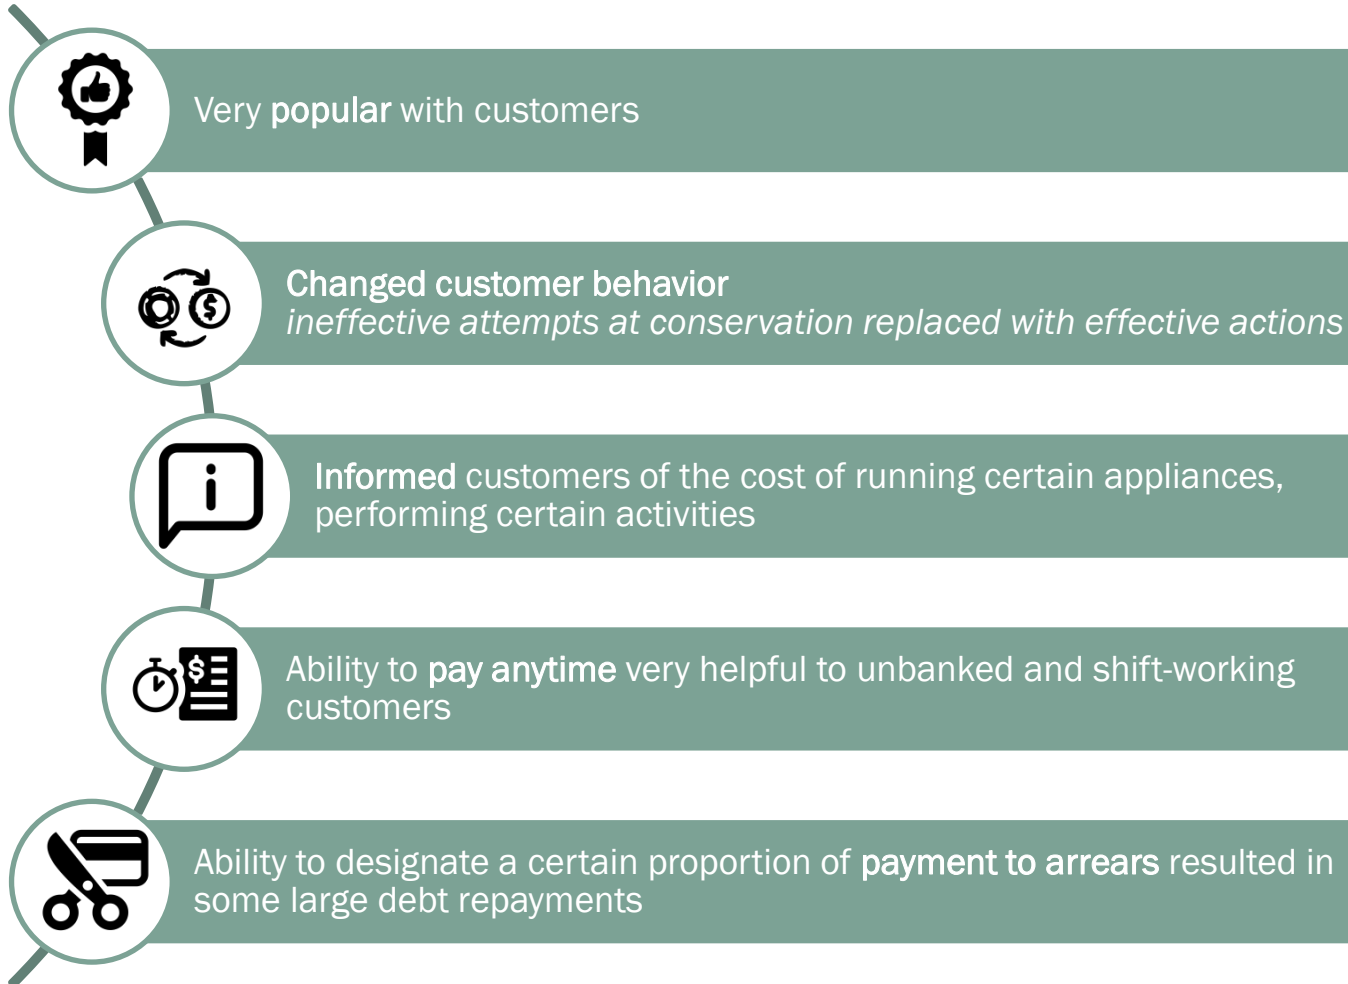 Very popular with customers
Changed customer behavior
ineffective attempts at conservation replaced with effective actions
Informed customers of the cost of running certain appliances,
performing certain activities
Ability to pay anytime very helpful to unbanked and shift-working
customers
Ability to designate a certain proportion of payment to arrears resulted in
some large debt repayments